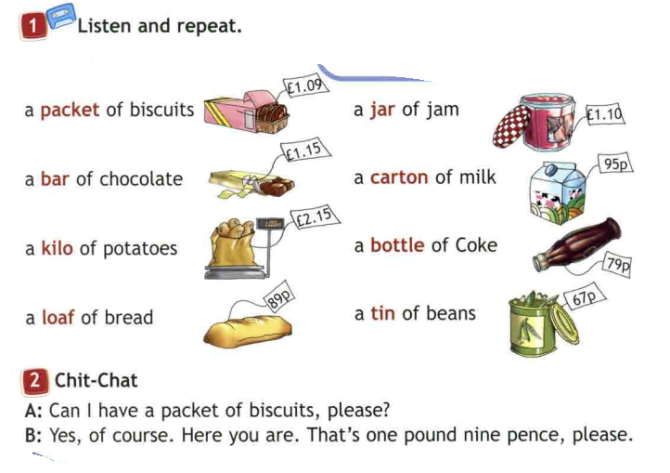 1 Listen and repeat.
a packet of biscuits
£1.09
a jar of jam
£1.10
a bar of chocolate
£1.15
a carton of milk
95p
a kilo of potatoes
£2.15
a bottle of Coke
79p
a loaf of bread
89p
a tin of beans
67p
2 Chit-Chat
A: Can I have a packet of biscuits, please?
B: Yes, of course. Here you are. That's one pound nine pence, please.